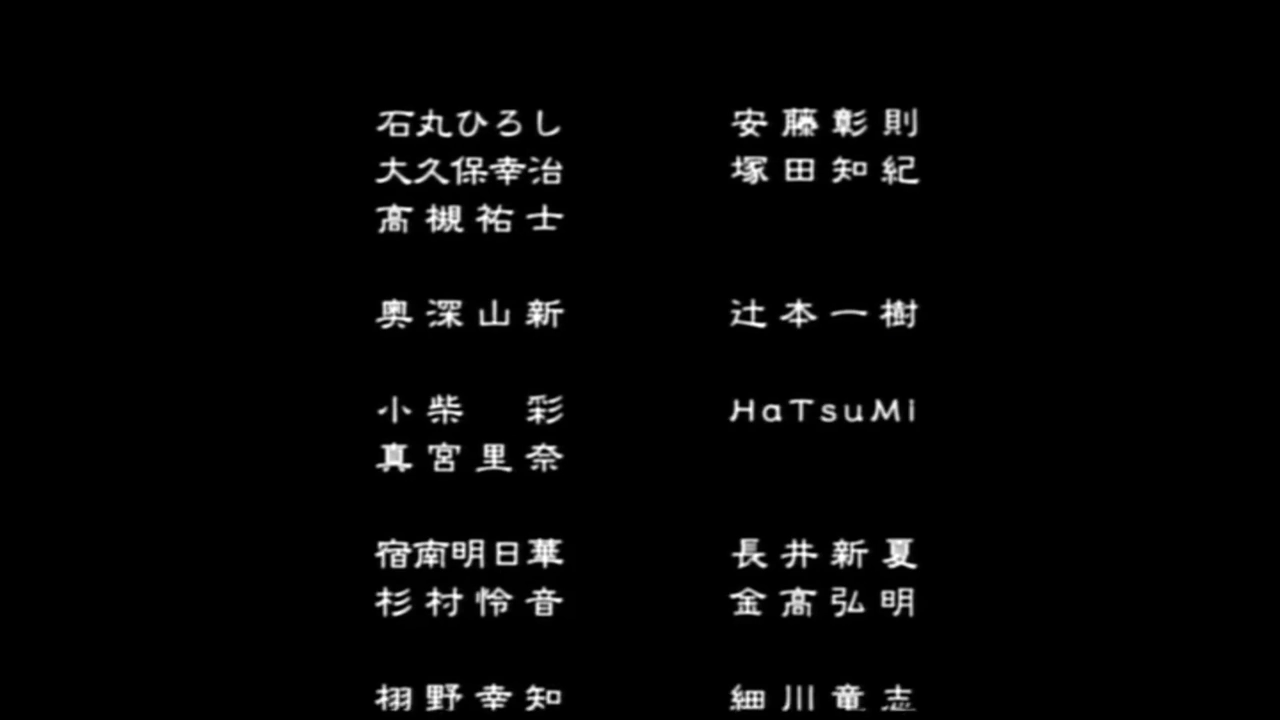 石丸ひろし 安藤彰則
大久保幸治 塚田知紀
高槻祐士
奥深山新 辻本一樹
小柴 彩 HaTsuMi
真宮里奈
宿南明日華 長井新夏
杉村怜音 金高弘明
栩野幸知 細川竜志